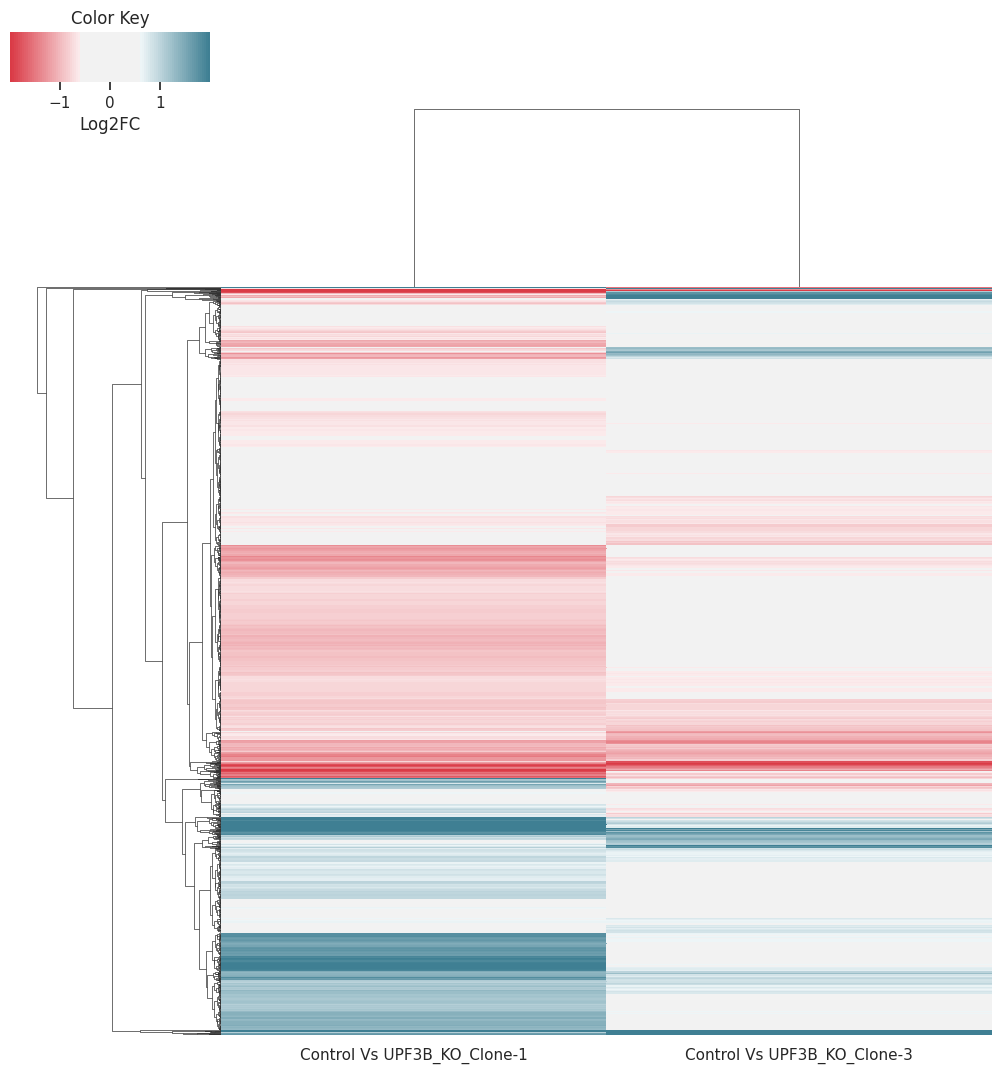 Color Key
−1 0 1
Log2FC
Control Vs UPF3B_KO_Clone-1 Control Vs UPF3B_KO_Clone-3